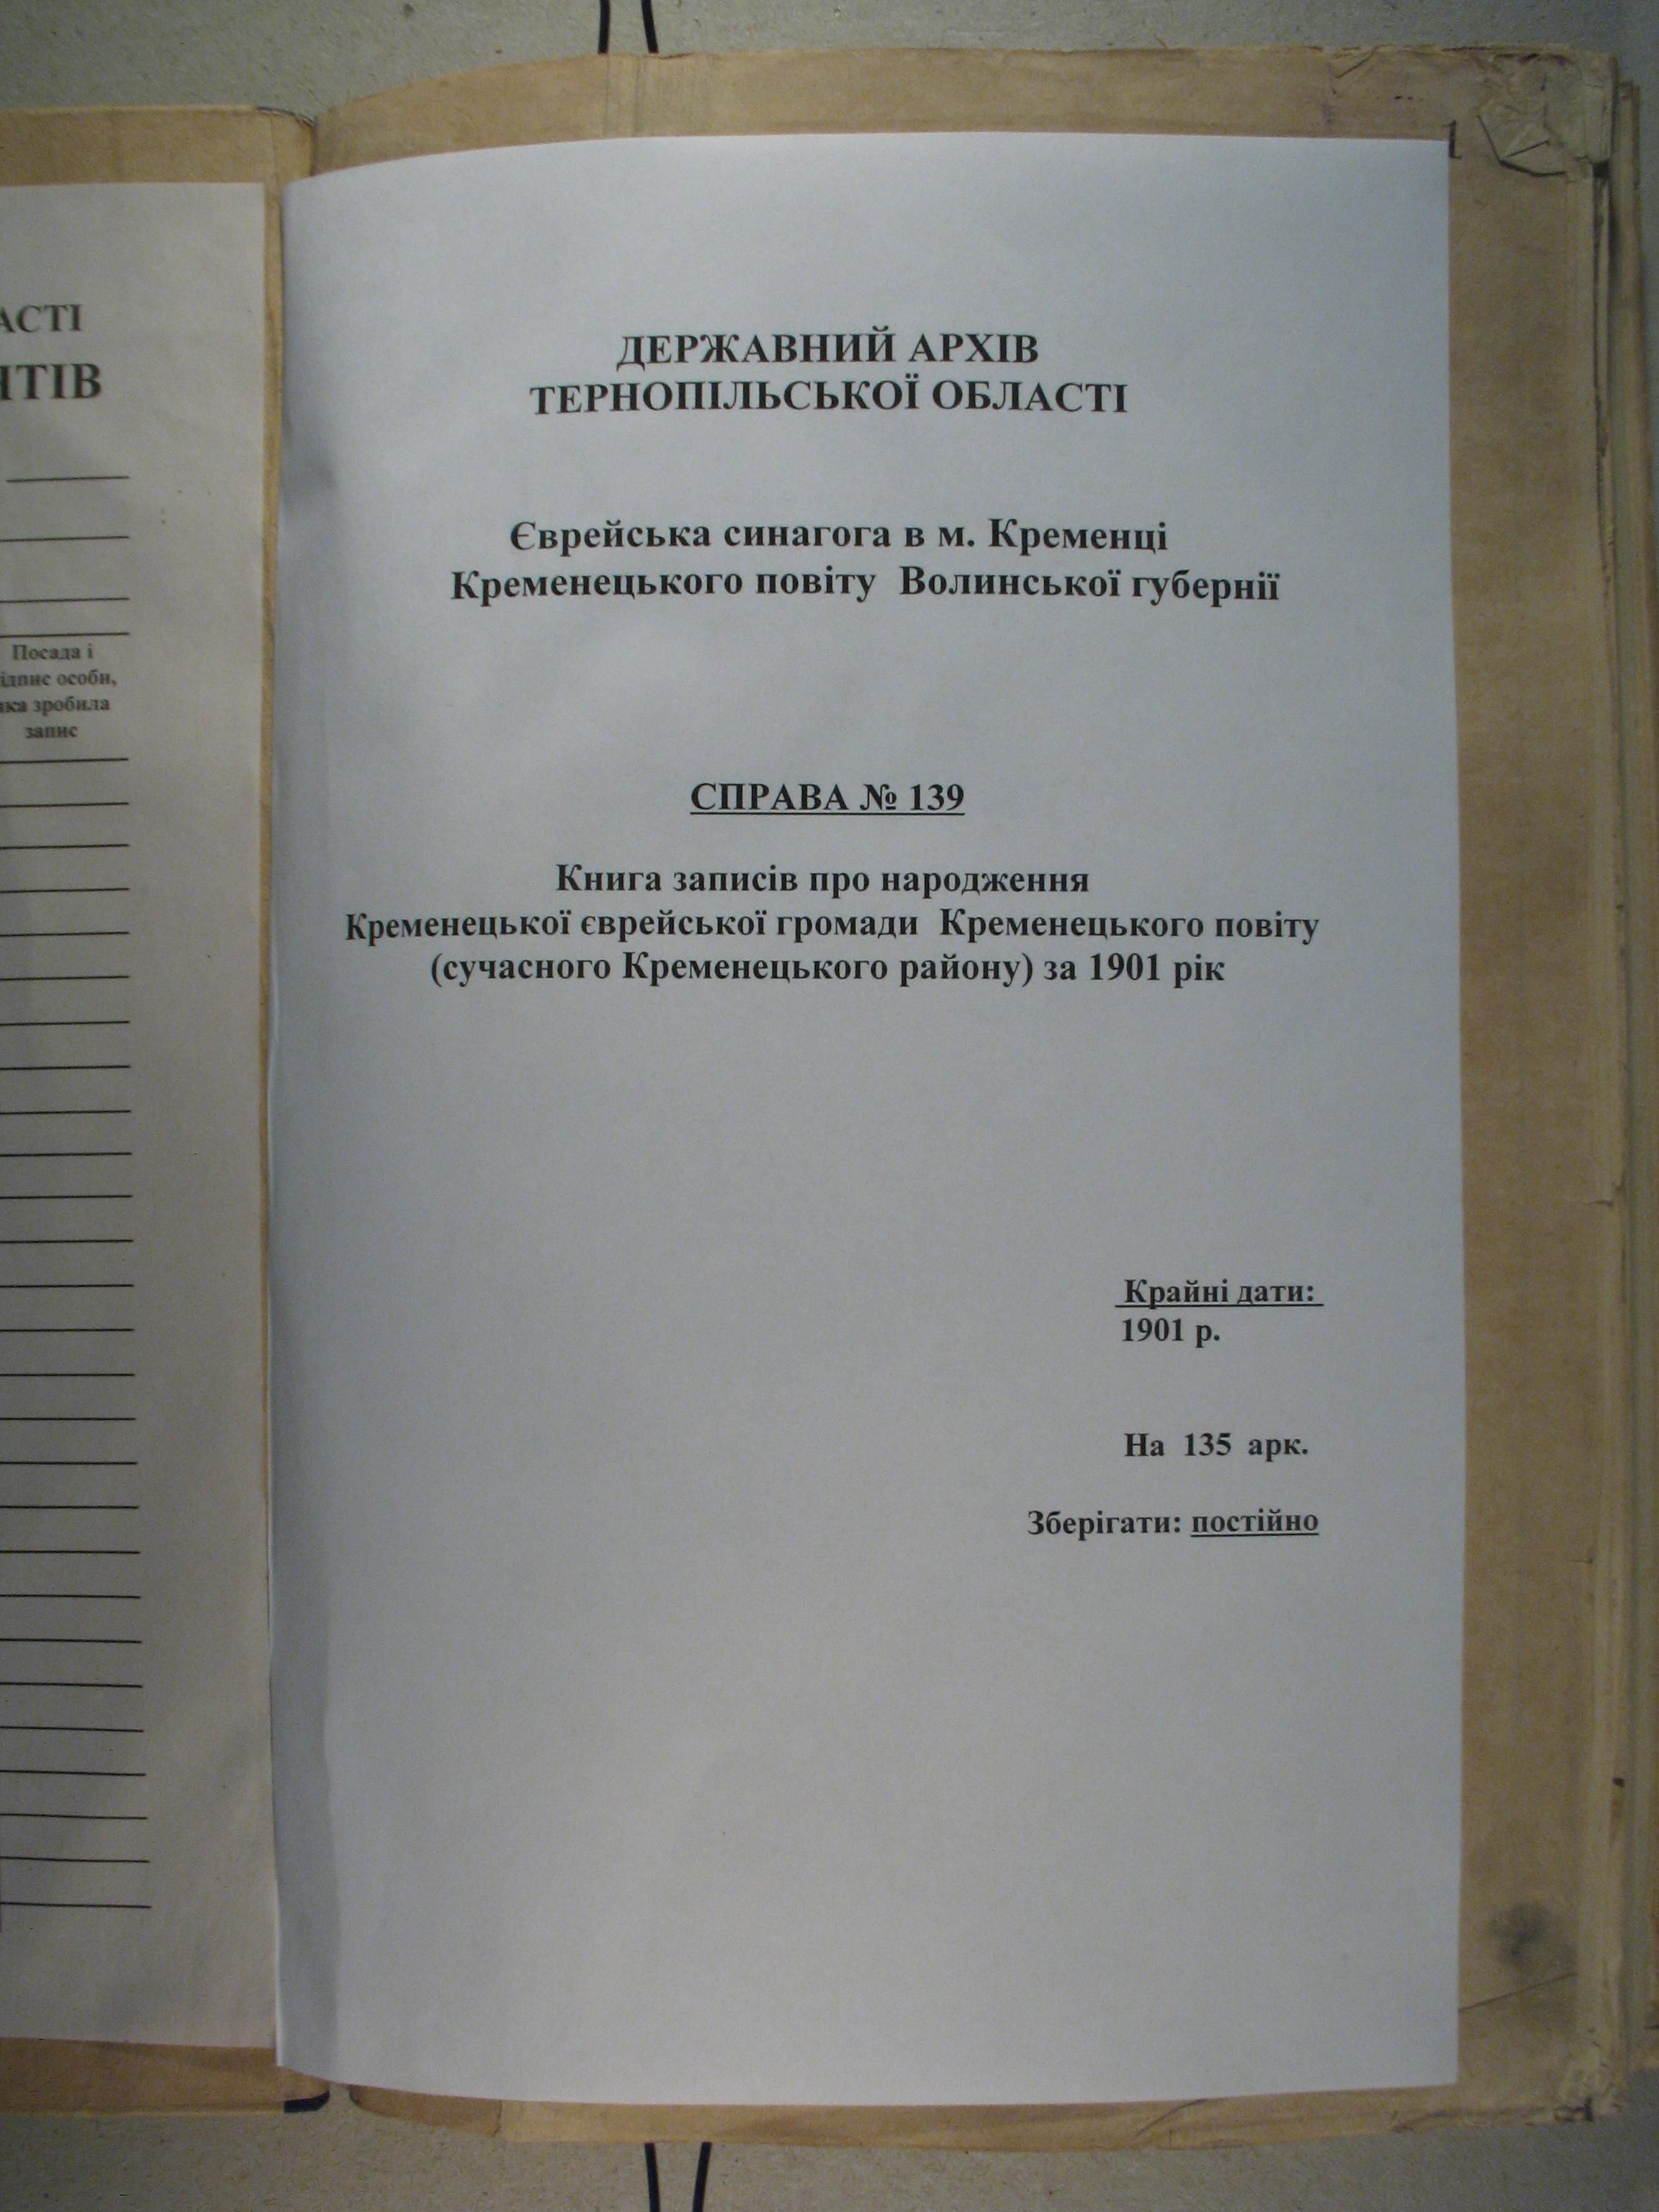 АСТІ
НТІВ
Посада і
ідпис особи,
яка зробила
запис
1
ДЕРЖАВНИЙ АРХІВ
ТЕРНОПІЛЬСЬКОЇ ОБЛАСТІ
Єврейська синагога в м. Кременці
Кременецького повіту Волинської губернії
СПРАВА № 139
Книга записів про народження
Кременецької єврейської громади Кременецького повіту
(сучасного Кременецького району) за 1901 рік
Крайні дати:
1901 р.
На 135 арк.
Зберігати: постійно